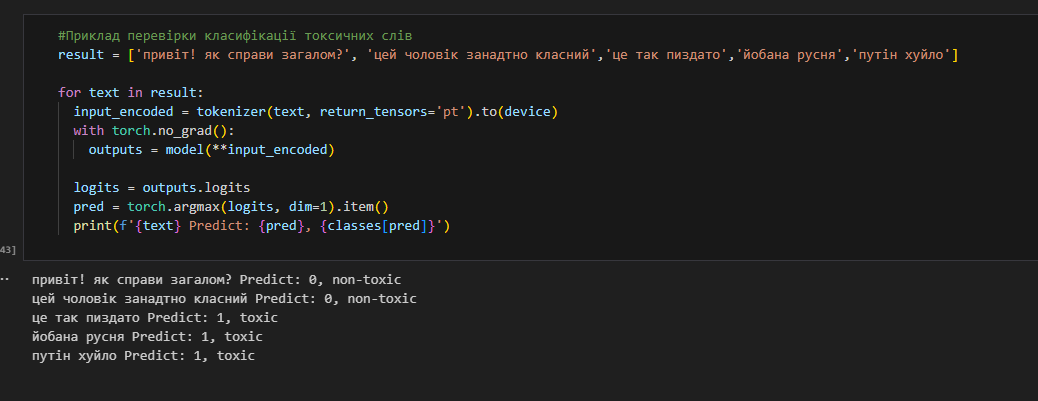 #Приклад перевірки класифікації токсичних слів
result = ['привіт! як справи загалом?', 'цей чоловік занадтно класний','це так пиздато','йобана русня','путін хуйло']
for text in result:
input_encoded = tokenizer(text, return_tensors='pt').to(device)
with torch.no_grad():
outputs = model(**input_encoded)
logits = outputs.logits
pred = torch.argmax(logits, dim=1).item()
print(f'{text} Predict: {pred}, {classes[pred]}')
43]
··
привіт! як справи загалом? Predict: 0, non-toxic
цей чоловік занадтно класний Predict: 0, non-toxic
це так пиздато Predict: 1, toxic
йобана русня Predict: 1, toxic
путін хуйло Predict: 1, toxic